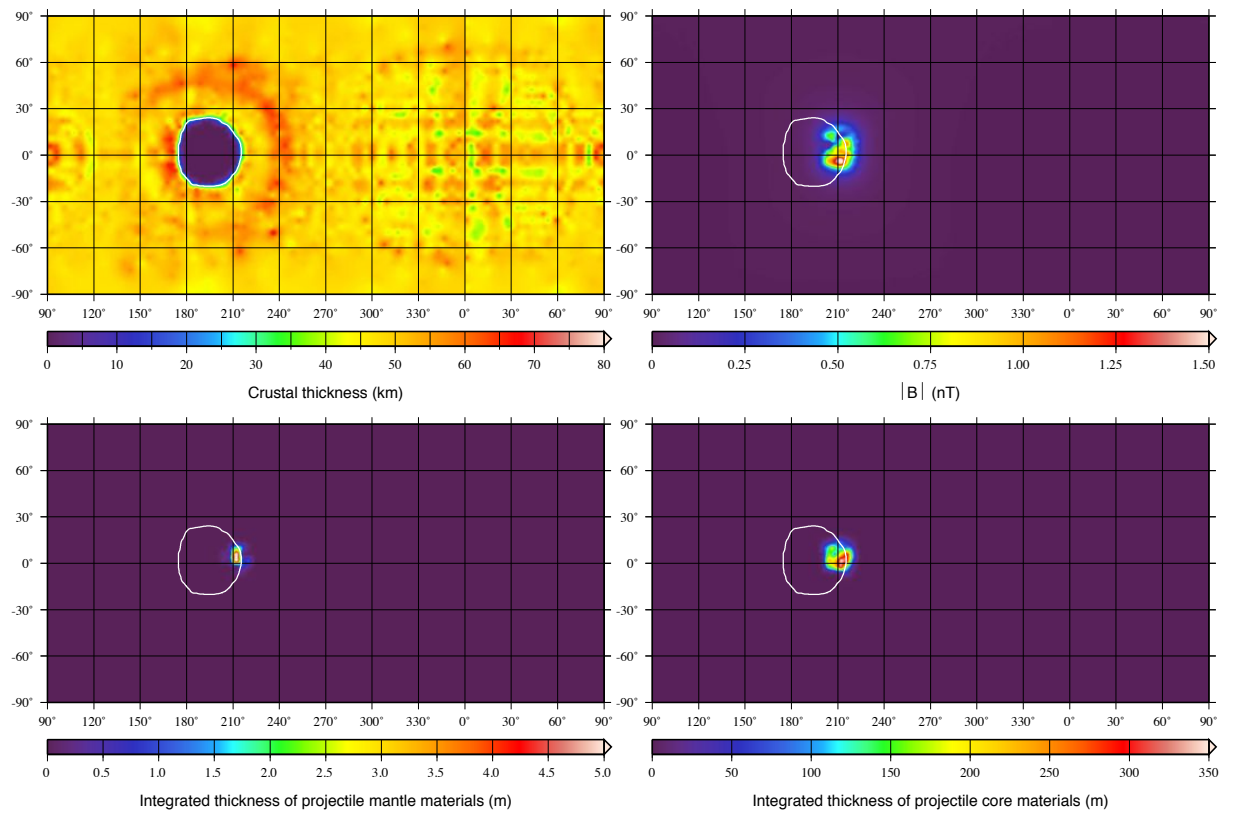 90° 60° 30° 0° -30° -60° -90°
90° 120° 150° 180° 210° 240° 270° 300° 330° 0° 30° 60° 90°
0 10 20 30 40 50 60 70 80
Crustal thickness (km)
90° 60° 30° 0° -30° -60° -90°
90° 120° 150° 180° 210° 240° 270° 300° 330° 0° 30° 60° 90°
0 0.25 0.50 0.75 1.00 1.25 1.50
|B| (nT)
90° 60° 30° 0° -30° -60° -90°
90° 120° 150° 180° 210° 240° 270° 300° 330° 0° 30° 60° 90°
0 0.5 1.0 1.5 2.0 2.5 3.0 3.5 4.0 4.5 5.0
Integrated thickness of projectile mantle materials (m)
90° 60° 30° 0° -30° -60° -90°
90° 120° 150° 180° 210° 240° 270° 300° 330° 0° 30° 60° 90°
0 50 100 150 200 250 300 350
Integrated thickness of projectile core materials (m)